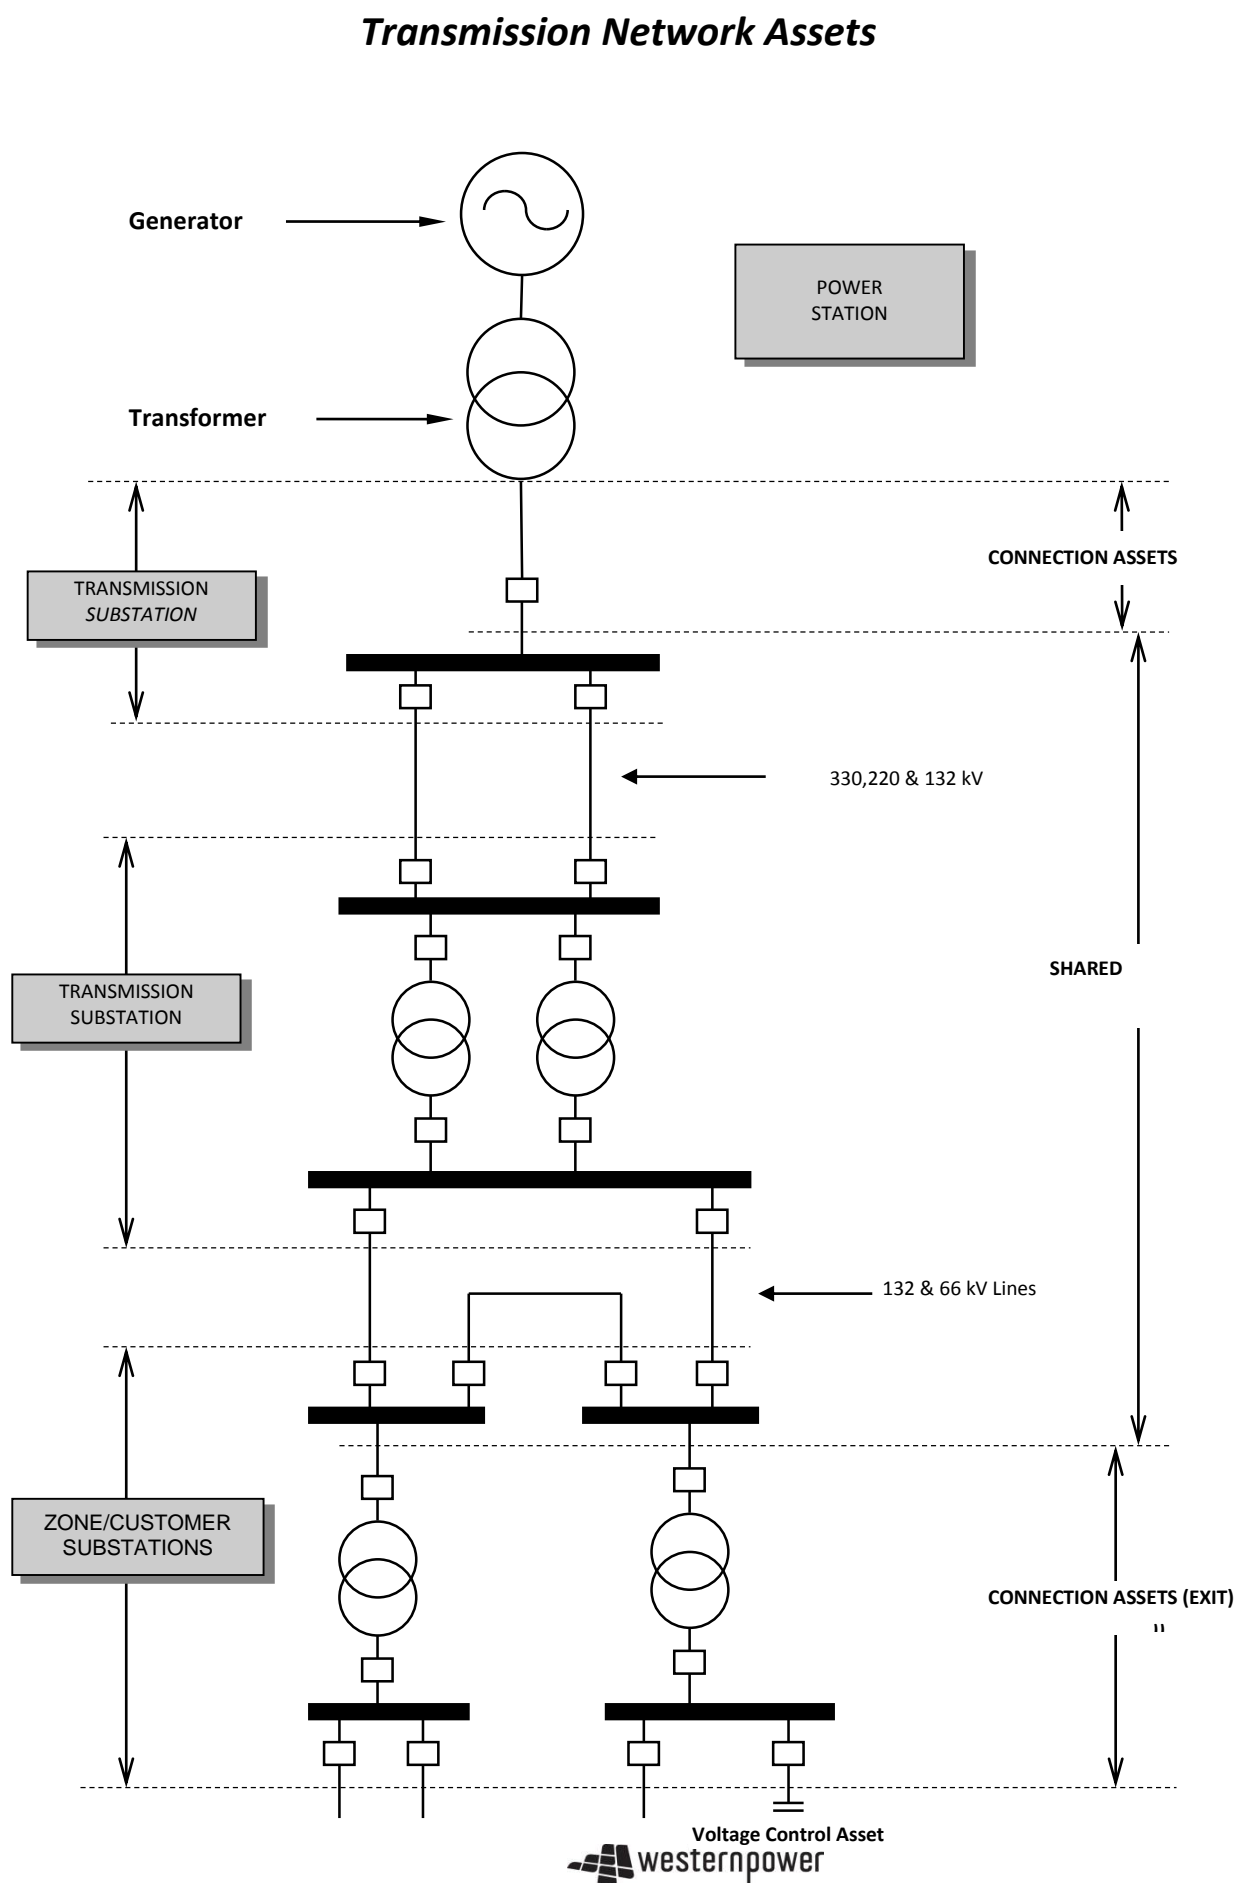 Transmission Network Assets
Generator
POWER
STATION
Transformer
CONNECTION ASSETS
TRANSMISSION
SUBSTATION
330,220 & 132 kV
SHARED
TRANSMISSION
SUBSTATION
132 & 66 kV Lines
ZONE/CUSTOMER
SUBSTATIONS
CONNECTION ASSETS (EXIT)
Voltage Control Asset
westernpower